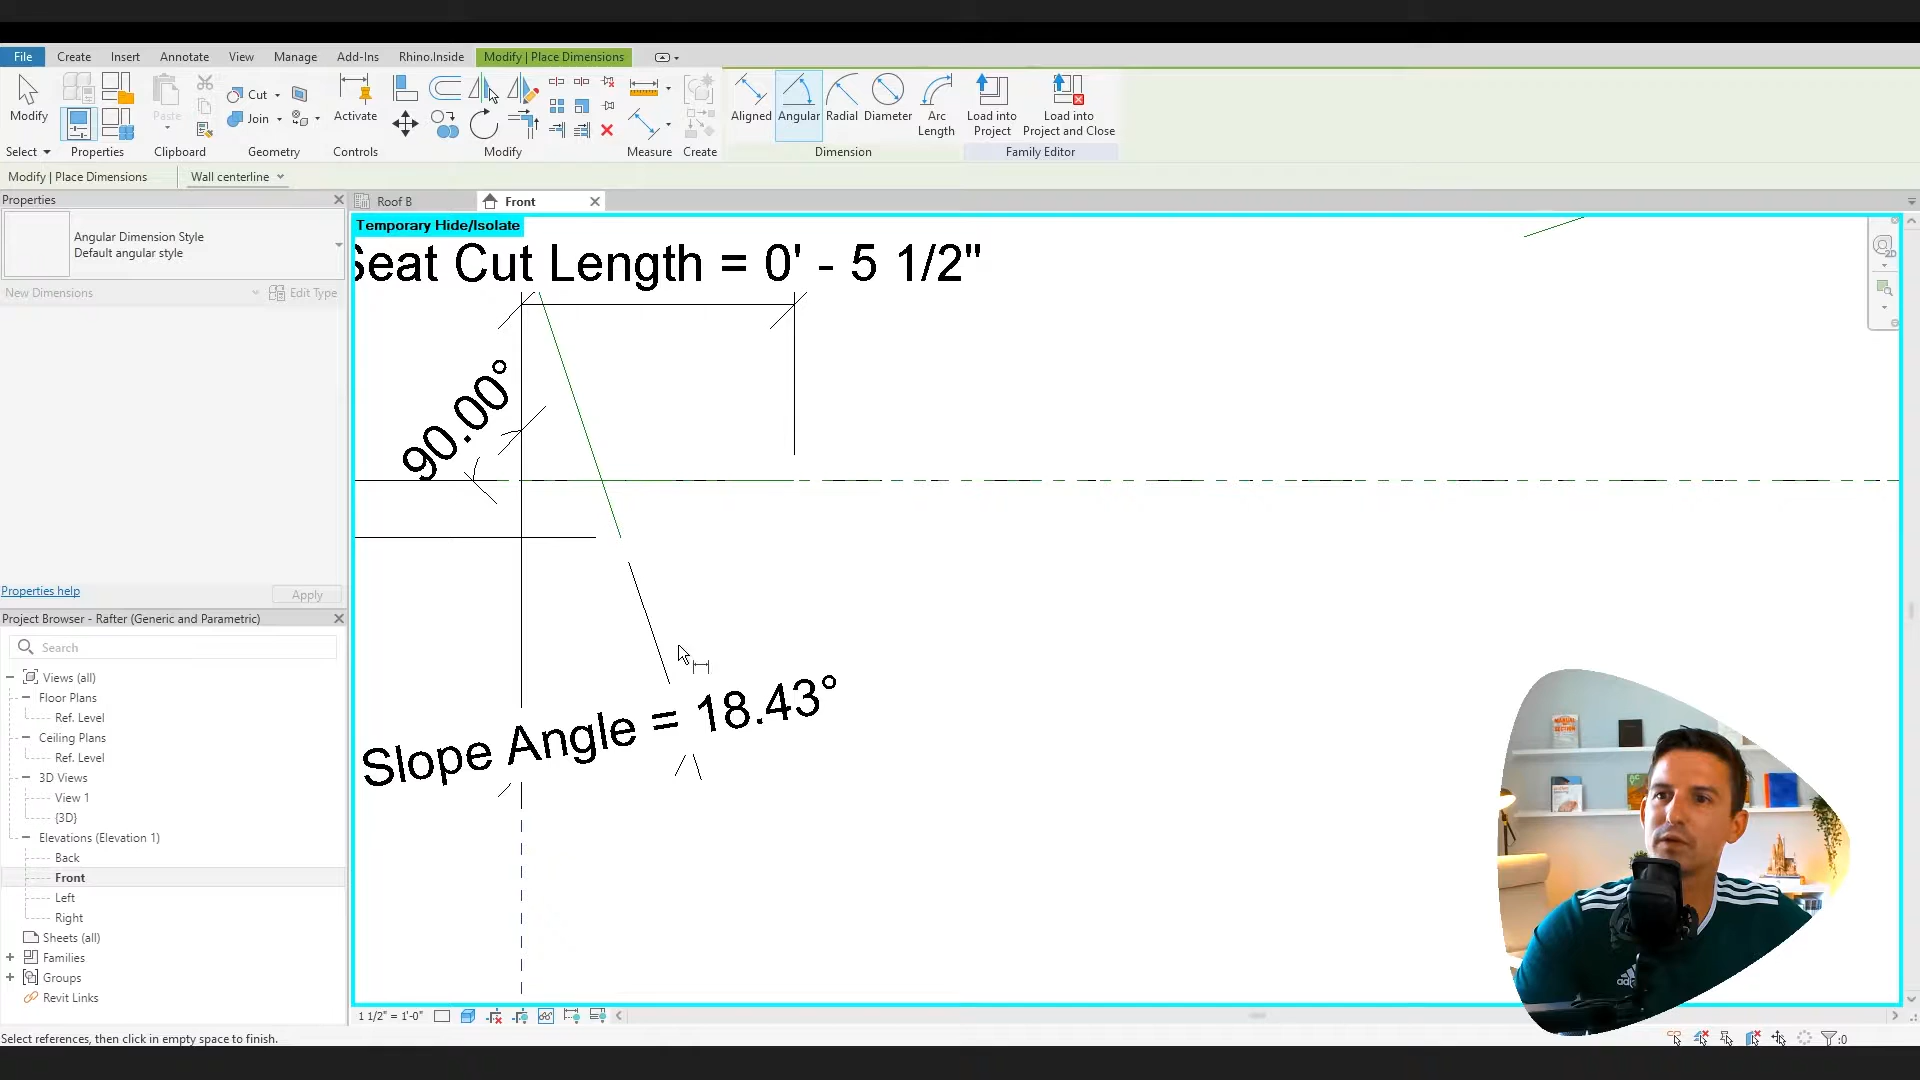 File Create Insert Annotate View Manage Add-Ins Rhino.Inside Modify | Place Dimensions
Modify
Select
Properties
Paste
Clipboard
Cut
Join
Geometry
Activate
Controls
Modify
Measure
Create
Aligned Angular Radial Diameter Arc Length
Dimension
Load into Project
Load into Project and Close
Family Editor
Modify | Place Dimensions Wall centerline
Properties
Roof B
Front
Angular Dimension Style
Default angular style
New Dimensions
Edit Type
Properties help
Apply
Temporary Hide/Isolate
Seat Cut Length = 0' - 5 1/2"
90.00°
Slope Angle = 18.43°
2D
Project Browser - Rafter (Generic and Parametric)
Search
Views (all)
Floor Plans
Ref. Level
Ceiling Plans
Ref. Level
3D Views
View 1
{3D}
Elevations (Elevation 1)
Back
Front
Left
Right
Sheets (all)
Families
Groups
Revit Links
1 1/2" = 1'-0"
Select references, then click in empty space to finish.
:0